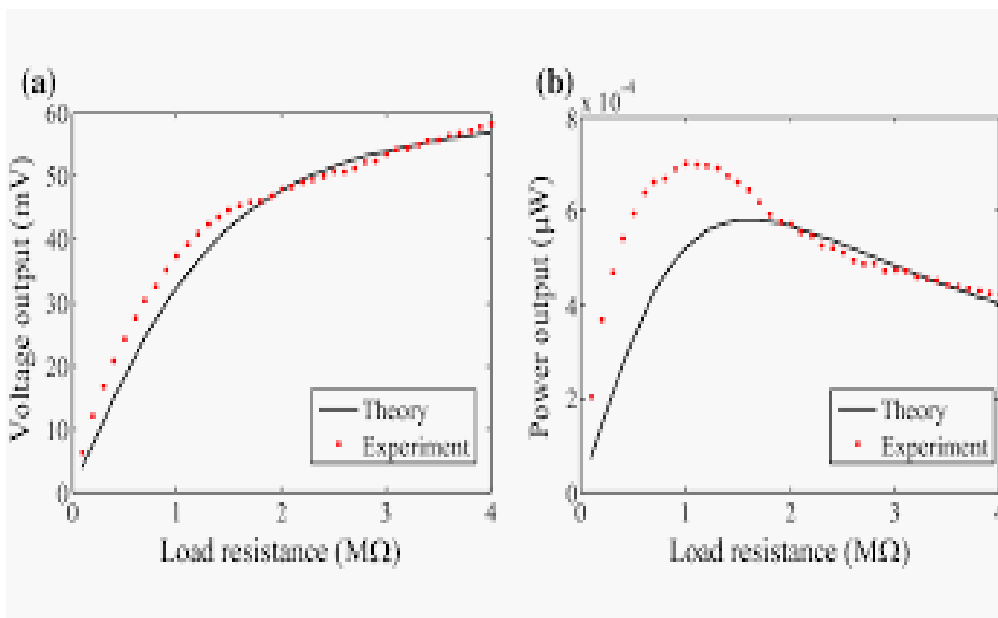 (a)
60
50
40
30
20
10
0
0 1 2 3 4
Voltage output (mV)
Load resistance (MΩ)
Theory
Experiment
(b)
x 10⁻⁴
8
6
4
2
0
0 1 2 3 4
Power output (μW)
Load resistance (MΩ)
Theory
Experiment